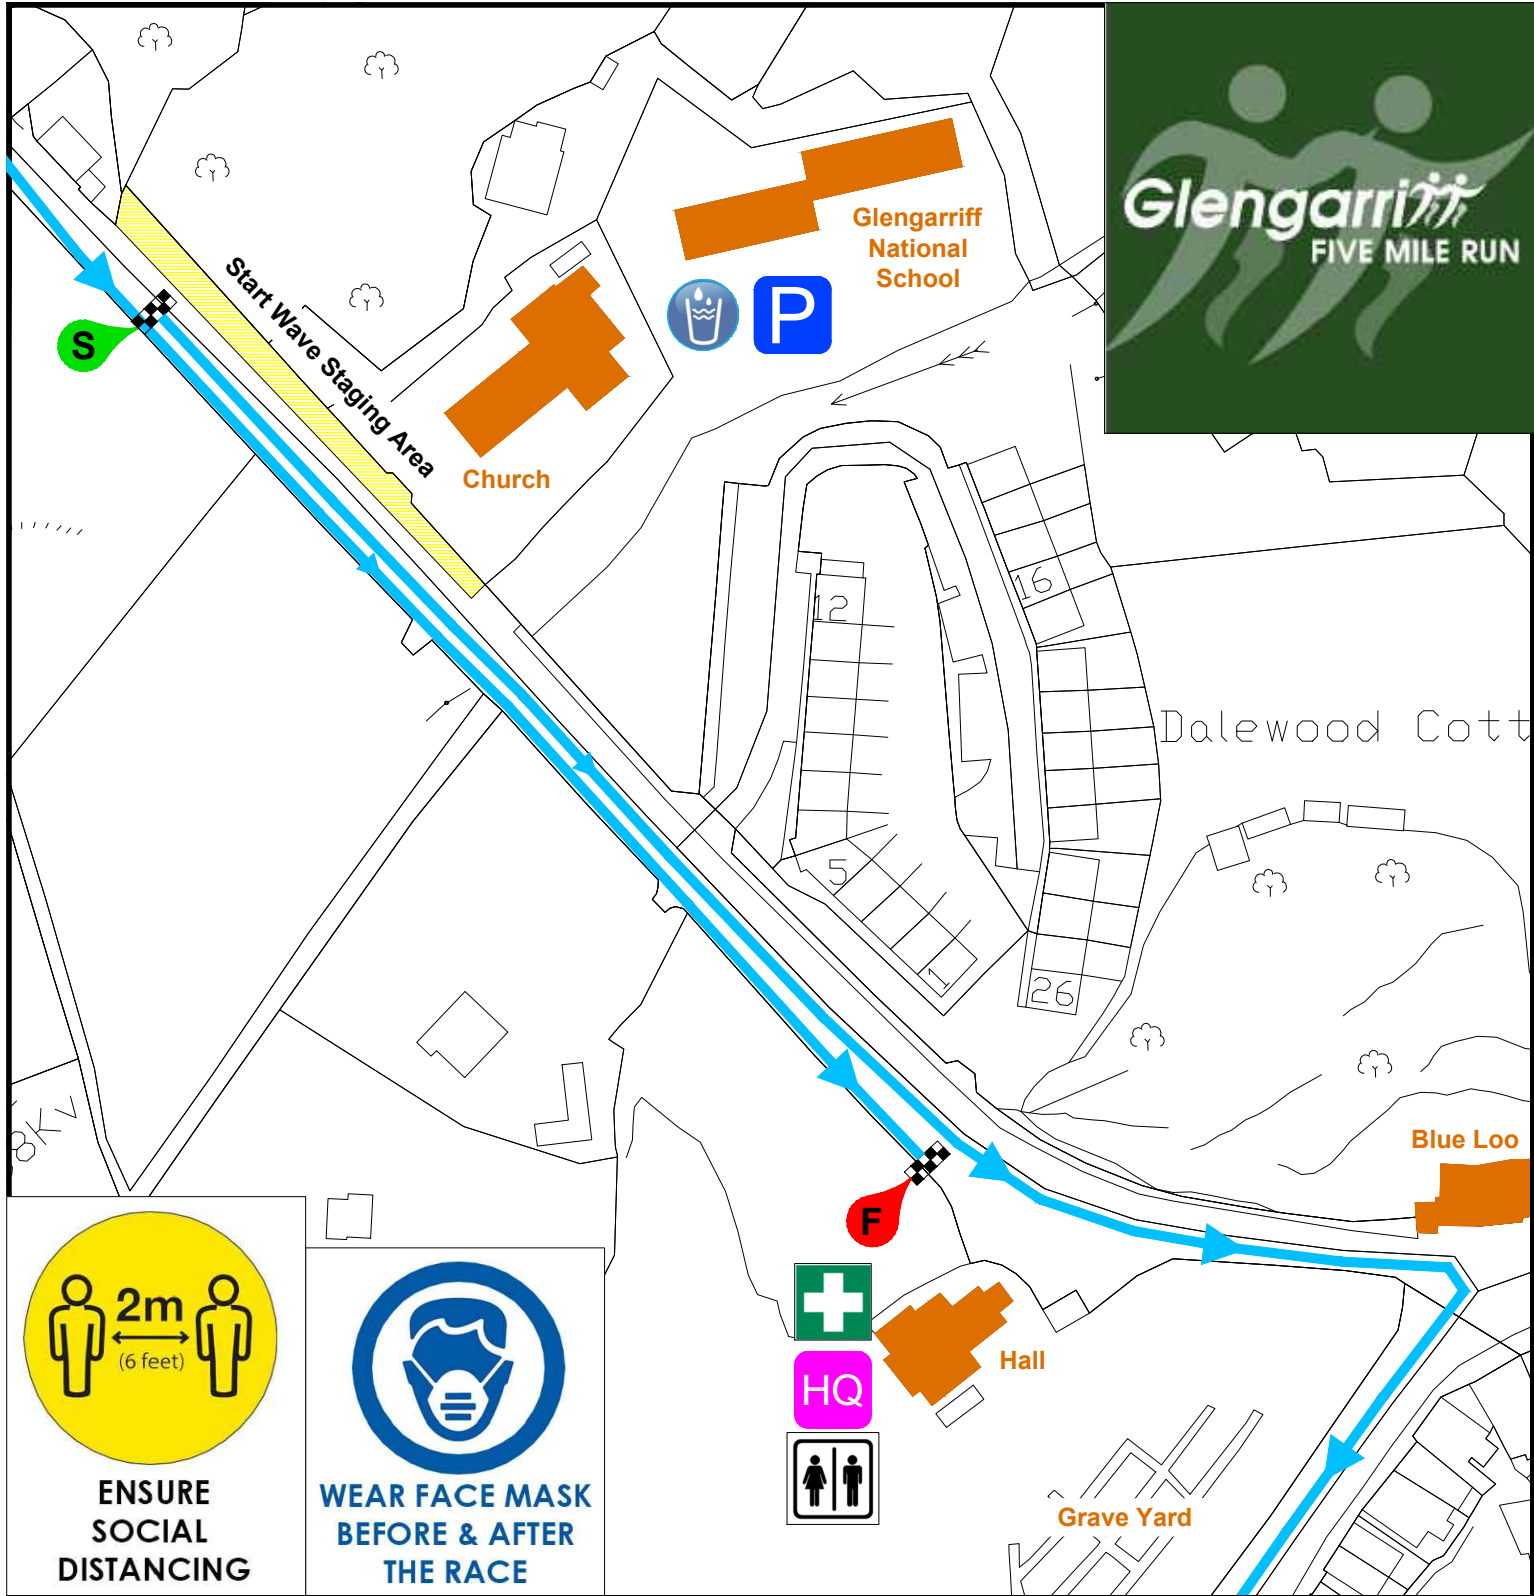 Glengarriff
FIVE MILE RUN
Glengarriff
National
School
P
Start Wave Staging Area
S
Church
12
16
Dalewood Cott
5
1
26
8KV
Blue Loo
F
Hall
HQ
Grave Yard
2m
(6 feet)
ENSURE
SOCIAL
DISTANCING
WEAR FACE MASK
BEFORE & AFTER
THE RACE